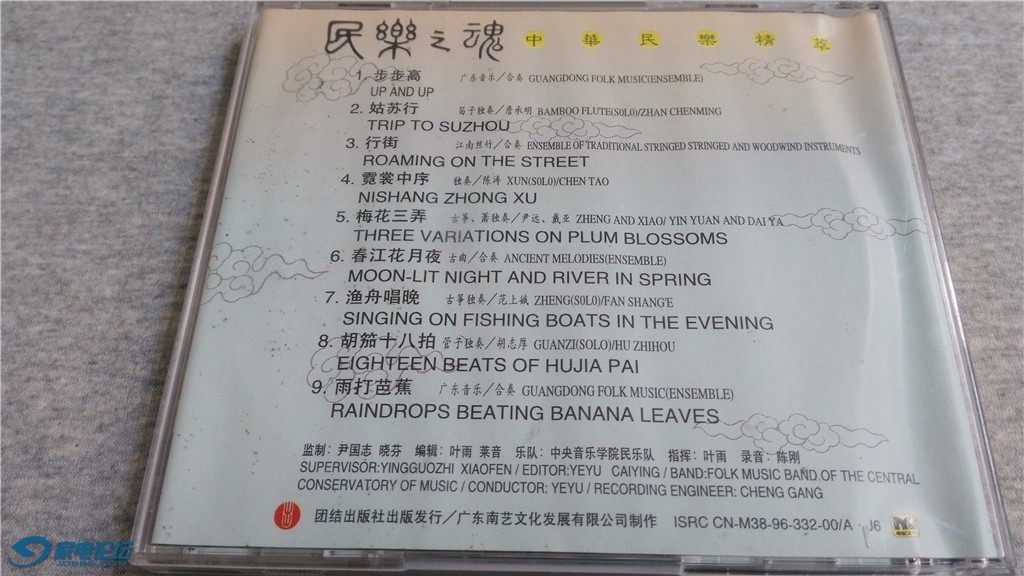 民樂之魂 中華民樂精萃
1. 步步高 广东音乐／合奏 GUANGDONG FOLK MUSIC(ENSEMBLE)
UP AND UP
2. 姑苏行 笛子独奏／詹承明 BAMBOO FLUTE(S0L0)/ZHAN CHENMING
TRIP TO SUZHOU
3. 行街 江南照竹／合奏 ENSEMBLE OF TRADITIONAL STRINGED STRINGED AND WOODWIND INSTRUMENTS
ROAMING ON THE STREET
4. 霓裳中序 独奏／陈涛 XUN(S0L0)/CHEN TAO
NISHANG ZHONG XU
5. 梅花三弄 古筝、萧独奏／尹远、戴亚 ZHENG AND XIAO/ YIN YUAN AND DAI YA
THREE VARIATIONS ON PLUM BLOSSOMS
6. 春江花月夜 古曲／合奏 ANCIENT MELODIES(ENSEMBLE)
MOON-LIT NIGHT AND RIVER IN SPRING
7. 渔舟唱晚 古筝独奏／范上娥 ZHENG(S0L0)/FAN SHANG'E
SINGING ON FISHING BOATS IN THE EVENING
8. 胡笳十八拍 管子独奏／胡志厚 GUANZI(SOLO)/HU ZHIHOU
EIGHTEEN BEATS OF HUJIA PAI
9. 雨打芭蕉 广东音乐／合奏 GUANGDONG FOLK MUSIC(ENSEMBLE)
RAINDROPS BEATING BANANA LEAVES
监制：尹国志 晓芬 编辑：叶雨 莱音 乐队：中央音乐学院民乐队 指挥：叶雨 录音：陈刚
SUPERVISOR:YINGGUOZHI XIAOFEN / EDITOR:YEYU CAIYING / BAND:FOLK MUSIC BAND OF THE CENTRAL
CONSERVATORY OF MUSIC / CONDUCTOR: YEYU / RECORDING ENGINEER: CHENG GANG
团结出版社出版发行／广东南艺文化发展有限公司制作 ISRC CN-M38-96-332-00/A·J6
家电论坛